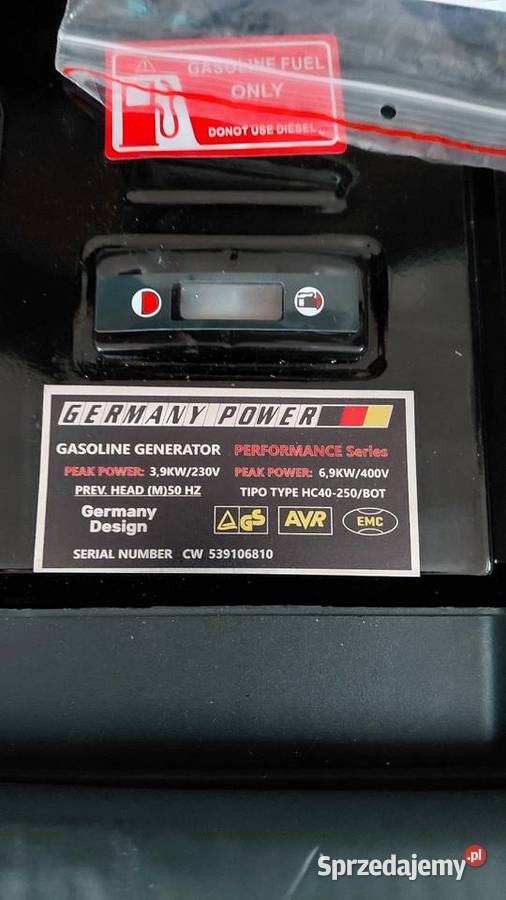 GASOLINE FUEL
ONLY
DONOT USE DIESEL
GERMANY POWER
GASOLINE GENERATOR PERFORMANCE Series
PEAK POWER: 3,9KW/230V PEAK POWER: 6,9KW/400V
PREV. HEAD (M)50 HZ TIPO TYPE HC40-250/BOT
Germany
Design
GS AVR EMC
SERIAL NUMBER CW 539106810
Sprzedajemy.pl